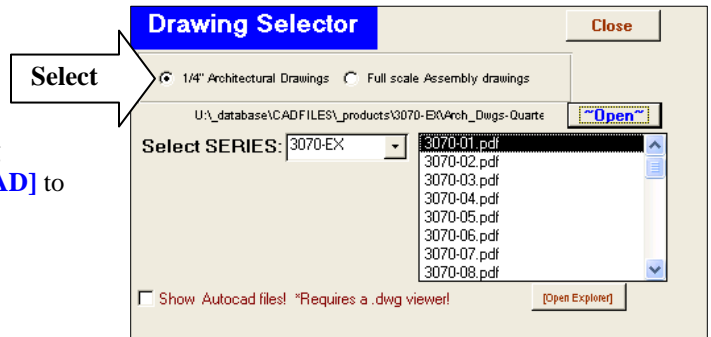 Drawing Selector
Close
Select
1/4" Architectural Drawings
Full scale Assembly drawings
U:\_database\CADFILES\_products\3070-EX\Arch_Dwgs-Quarte
~Open~
Select SERIES:
3070-EX
3070-01.pdf
3070-02.pdf
3070-03.pdf
3070-04.pdf
3070-05.pdf
3070-06.pdf
3070-07.pdf
3070-08.pdf
AD] to
Show Autocad files! *Requires a .dwg viewer!
[Open Explorer]